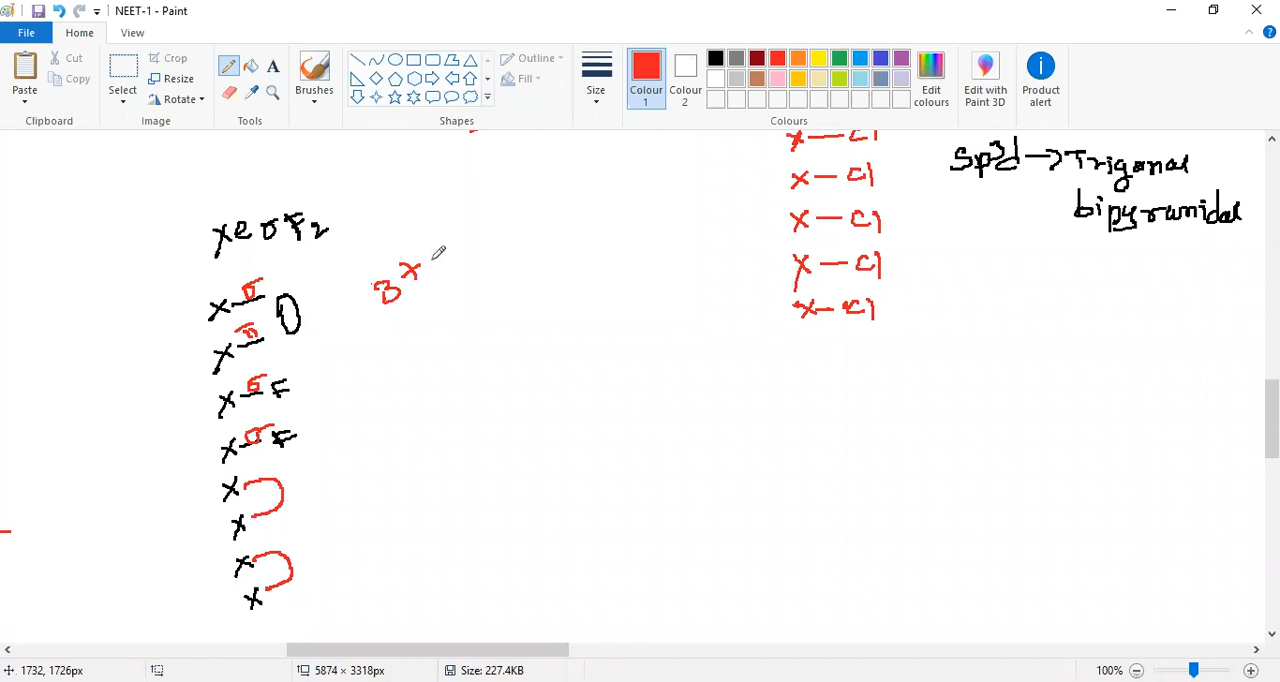 NEET-1 - Paint
File
Home
View
Paste
Cut
Copy
Clipboard
Select
Crop
Resize
Rotate
Image
A
Tools
Brushes
Shapes
Outline
Fill
Size
Colour 1
Colour 2
Colours
Edit colours
Edit with Paint 3D
Product alert
x — Cl
x — Cl
x — Cl
x — Cl
x — Cl
Sp3d → Trigonal
bipyramidal
XeOF2
x σ O
x π
x σ F
x σ F
x
x
x
x
3 x
1732, 1726px
5874 × 3318px
Size: 227.4KB
100%